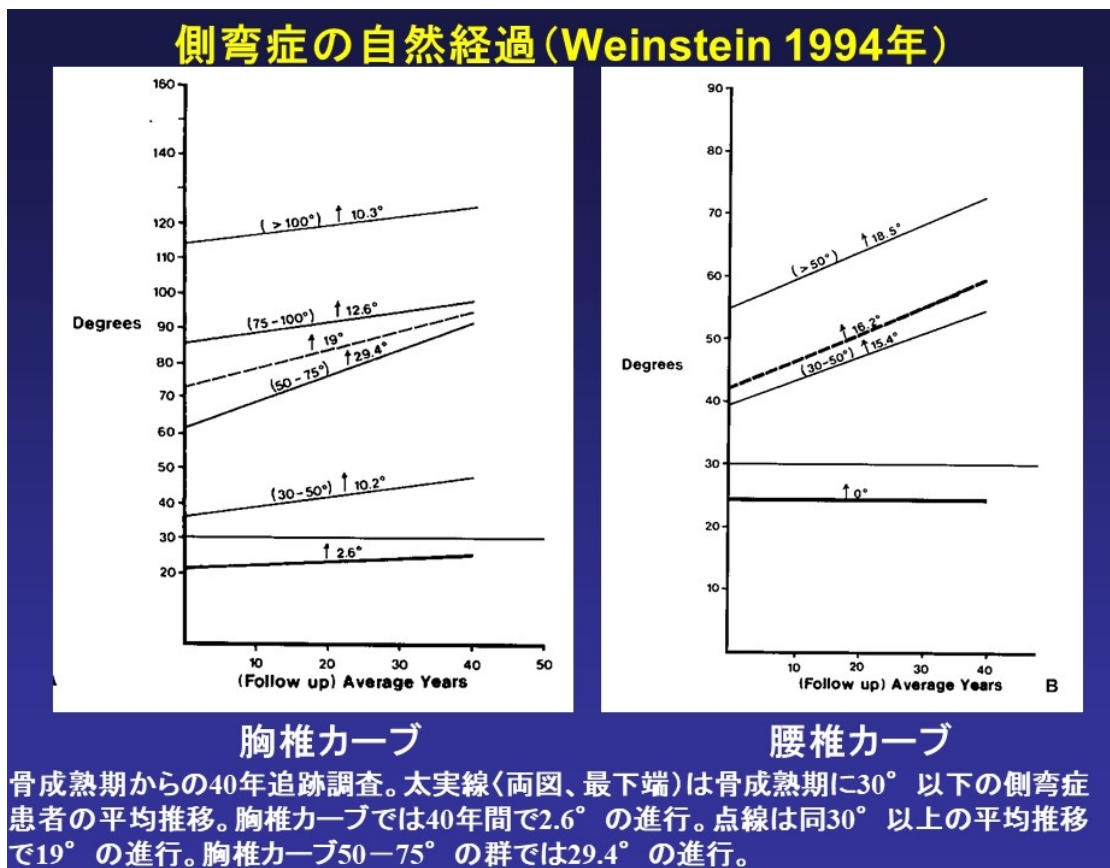 側弯症の自然経過(Weinstein 1994年)
160
140
120
110
100
90
80
70
60
50
40
30
20
Degrees
(>100°) ↑ 10.3°
(75-100°) ↑ 12.6°
↑ 19°
(50-75°) ↑ 29.4°
(30-50°) ↑ 10.2°
↑ 2.6°
10 20 30 40 50
(Follow up) Average Years
胸椎カーブ
90
80
70
60
50
40
30
20
10
Degrees
(>50°) ↑ 18.5°
↑ 16.2°
(30-50°) ↑ 15.4°
↑ 0°
10 20 30 40
(Follow up) Average Years B
腰椎カーブ
骨成熟期からの40年追跡調査。太実線〈両図、最下端)は骨成熟期に30°以下の側弯症
患者の平均推移。胸椎カーブでは40年間で2.6°の進行。点線は同30°以上の平均推移
で19°の進行。胸椎カーブ50－75°の群では29.4°の進行。